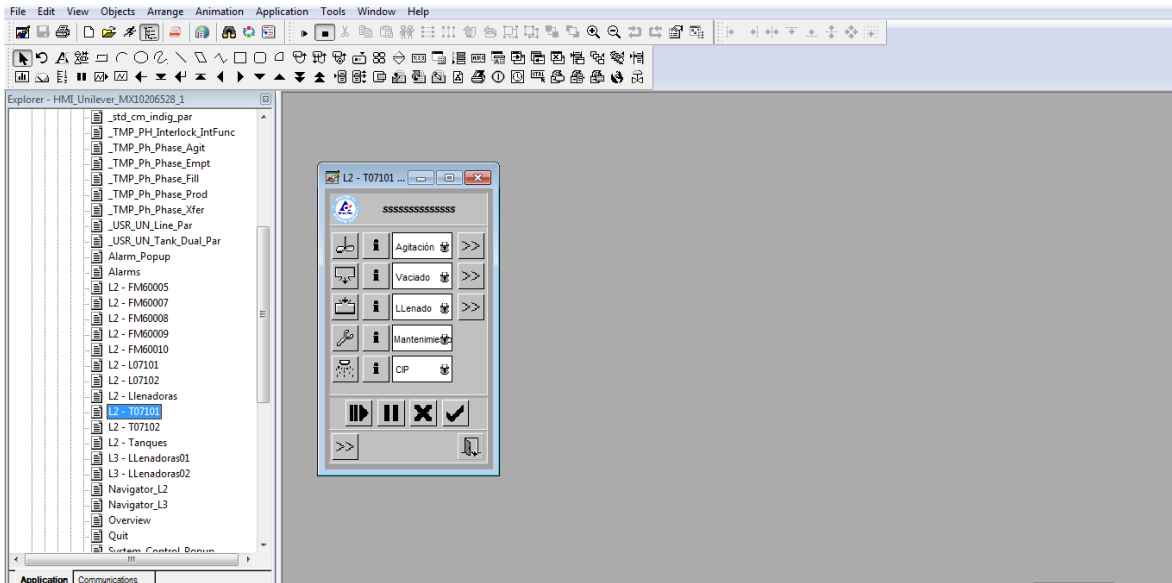 File Edit View Objects Arrange Animation Application Tools Window Help
Explorer - HMI_Unilever_MX10206528_1
_std_cm_indig_par
_TMP_PH_Interlock_IntFunc
_TMP_Ph_Phase_Agit
_TMP_Ph_Phase_Empt
_TMP_Ph_Phase_Fill
_TMP_Ph_Phase_Prod
_TMP_Ph_Phase_Xfer
_USR_UN_Line_Par
_USR_UN_Tank_Dual_Par
Alarm_Popup
Alarms
L2 - FM60005
L2 - FM60007
L2 - FM60008
L2 - FM60009
L2 - FM60010
L2 - L07101
L2 - L07102
L2 - Llenadoras
L2 - T07101
L2 - T07102
L2 - Tanques
L3 - LLenadoras01
L3 - LLenadoras02
Navigator_L2
Navigator_L3
Overview
Quit
System_Control_Popup
Application Communications
L2 - T07101 ...
ssssssssssssss
i Agitación >>
i Vaciado >>
i LLenado >>
i Mantenimiento
i CIP
>>